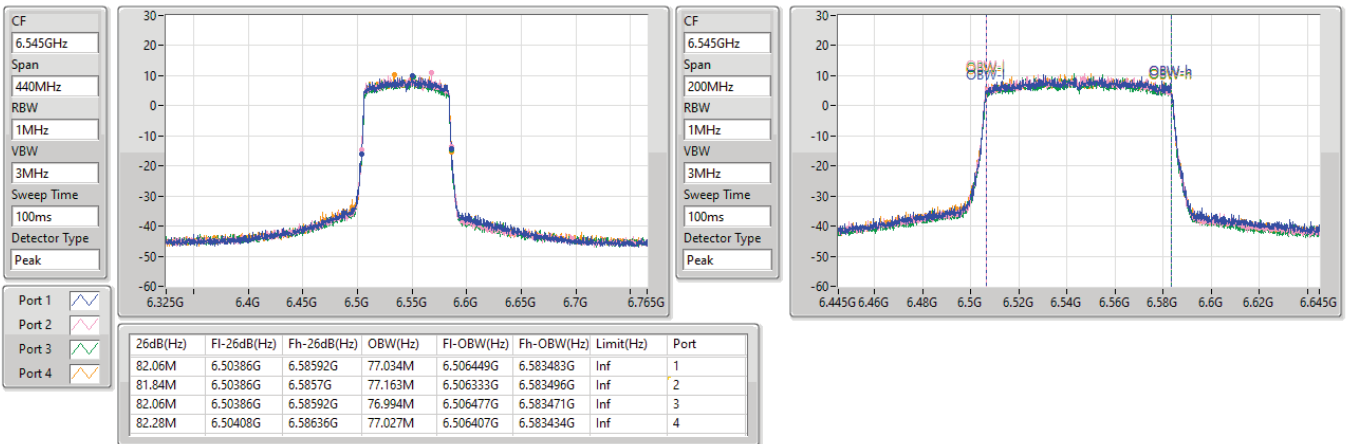 CF
6.545GHz
Span
440MHz
RBW
1MHz
VBW
3MHz
Sweep Time
100ms
Detector Type
Peak
30
20
10
0
-10
-20
-30
-40
-50
-60
6.325G 6.4G 6.45G 6.5G 6.55G 6.6G 6.65G 6.7G 6.765G
CF
6.545GHz
Span
200MHz
RBW
1MHz
VBW
3MHz
Sweep Time
100ms
Detector Type
Peak
30
20
10
0
-10
-20
-30
-40
-50
-60
OBW-l OBW-h
6.445G 6.46G 6.48G 6.5G 6.52G 6.54G 6.56G 6.58G 6.6G 6.62G 6.645G
Port 1
Port 2
Port 3
Port 4
26dB(Hz) Fl-26dB(Hz) Fh-26dB(Hz) OBW(Hz) Fl-OBW(Hz) Fh-OBW(Hz) Limit(Hz) Port
82.06M 6.50386G 6.58592G 77.034M 6.506449G 6.583483G Inf 1
81.84M 6.50386G 6.5857G 77.163M 6.506333G 6.583496G Inf 2
82.06M 6.50386G 6.58592G 76.994M 6.506477G 6.583471G Inf 3
82.28M 6.50408G 6.58636G 77.027M 6.506407G 6.583434G Inf 4